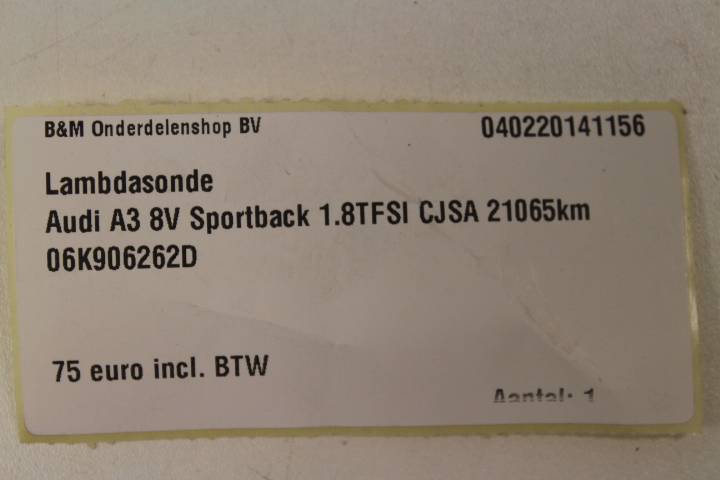 B&M Onderdelenshop BV 040220141156
Lambdasonde
Audi A3 8V Sportback 1.8TFSI CJSA 21065km
06K906262D
75 euro incl. BTW
Aantal: 1